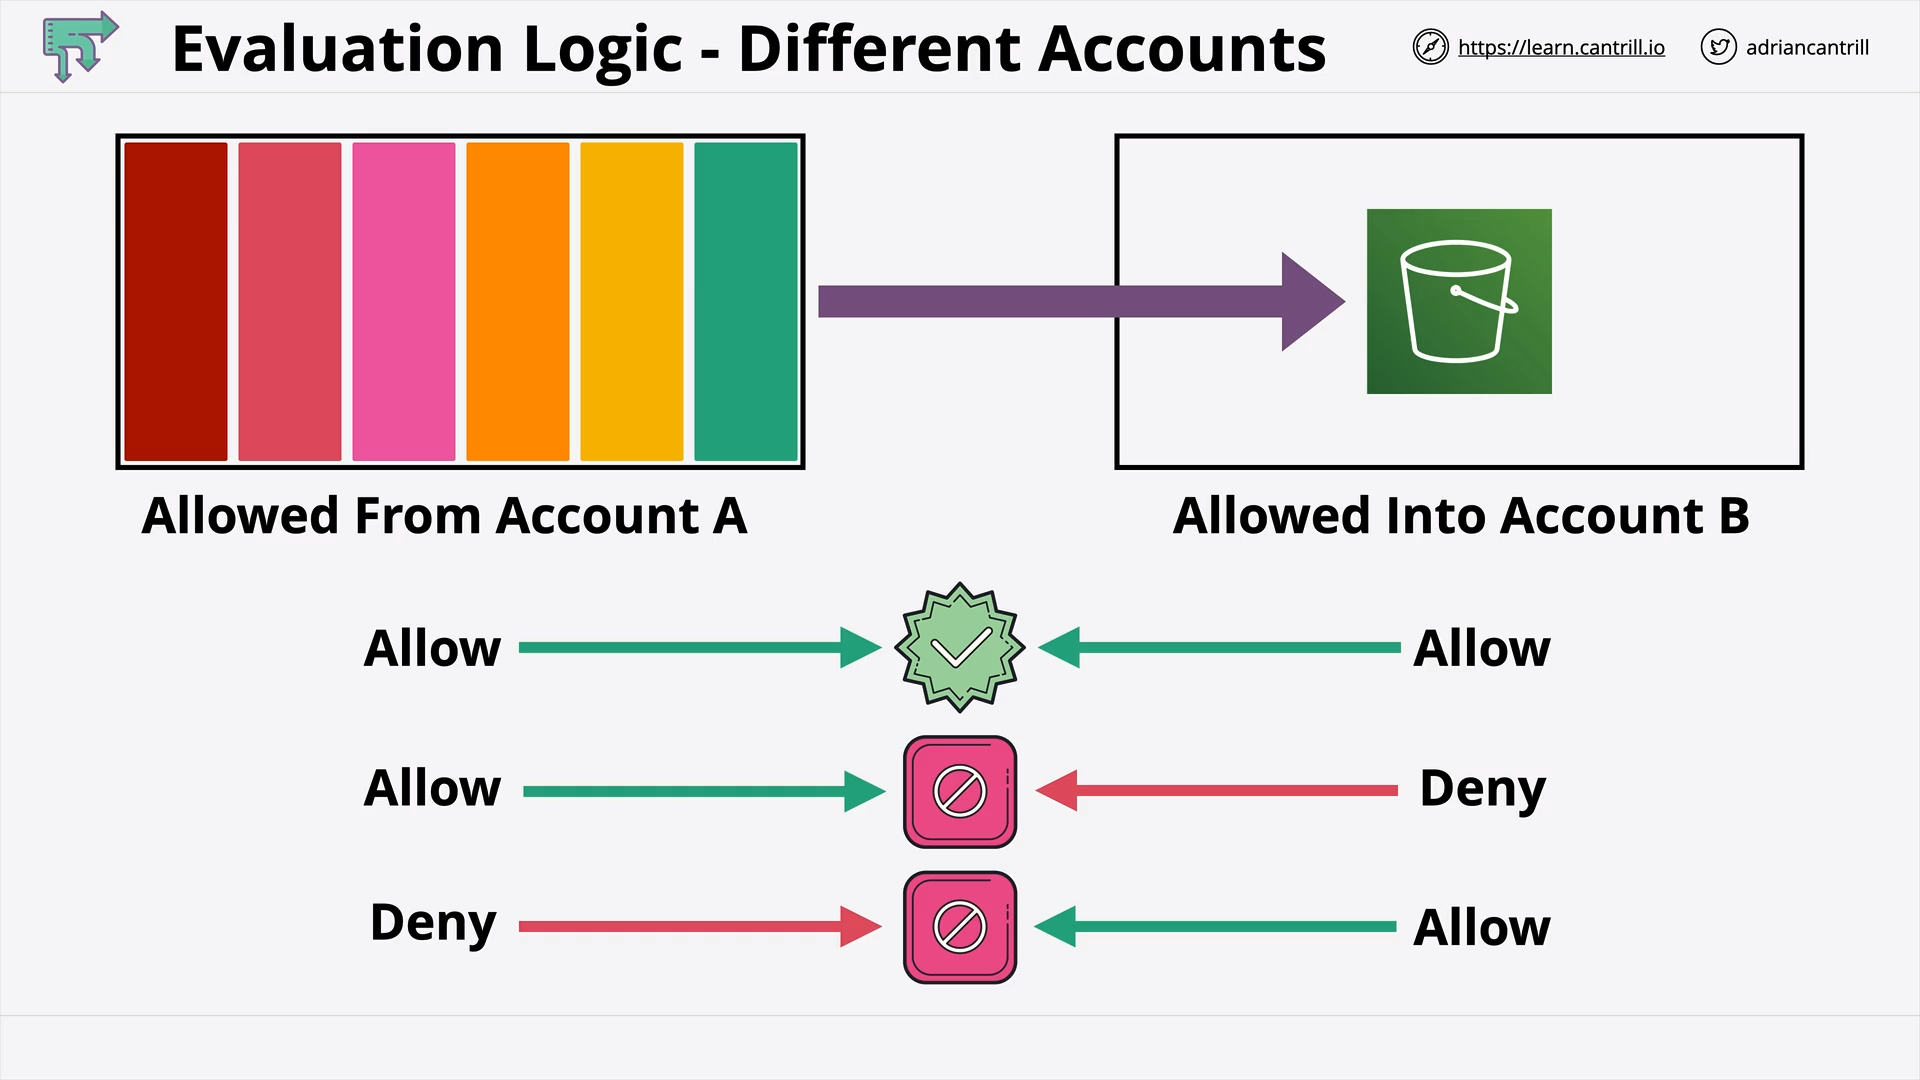 Evaluation Logic - Different Accounts
https://learn.cantrill.io
adriancantrill
Allowed From Account A
Allowed Into Account B
Allow
Allow
Allow
Deny
Deny
Allow